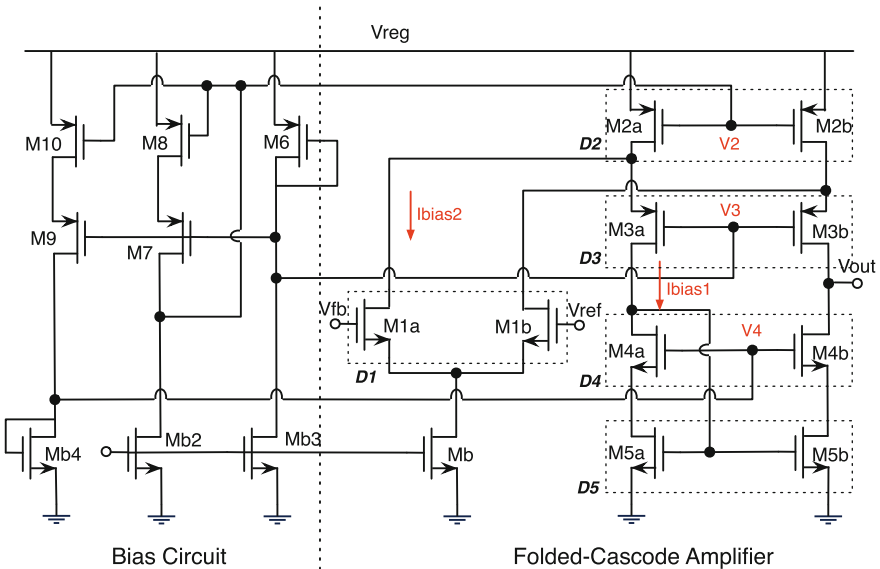 Vreg
M10
M8
M6
M2a
M2b
D2
V2
M9
M7
Ibias2
M3a
V3
M3b
D3
Vout
Ibias1
Vfb
M1a
M1b
Vref
D1
M4a
V4
M4b
D4
Mb4
Mb2
Mb3
Mb
M5a
M5b
D5
Bias Circuit
Folded-Cascode Amplifier